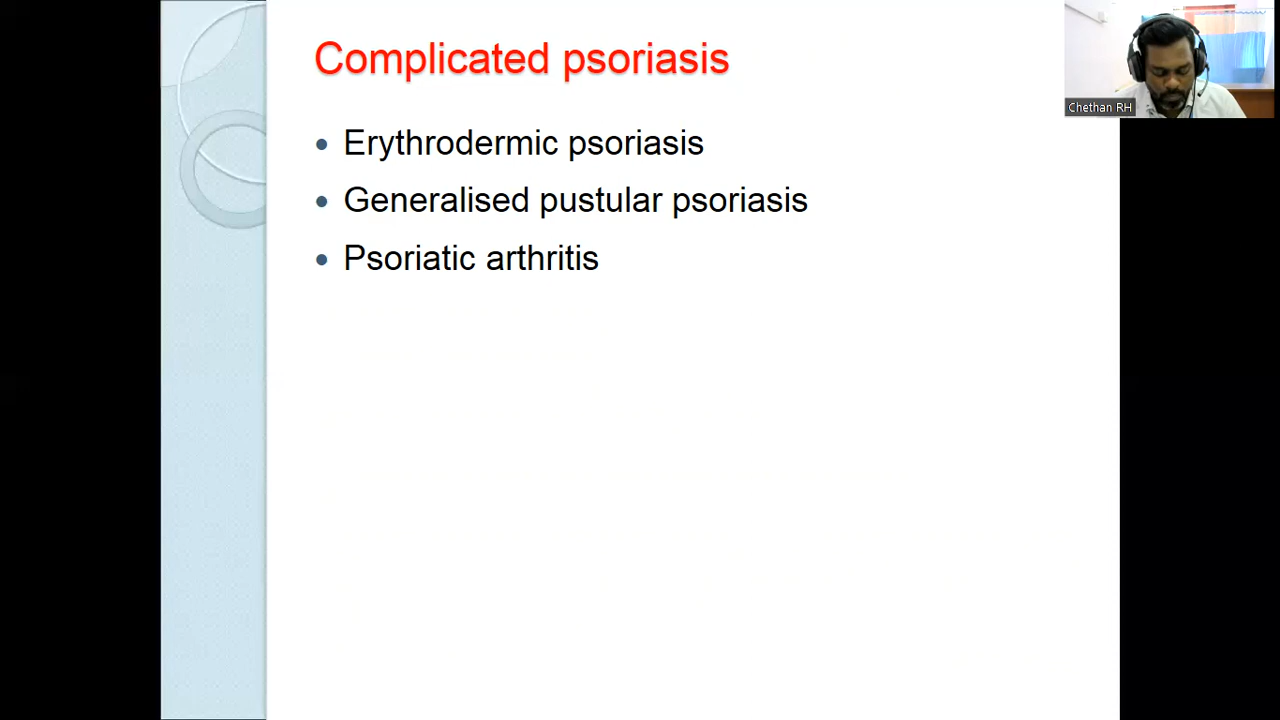 Complicated psoriasis
Chethan RH
• Erythrodermic psoriasis
• Generalised pustular psoriasis
• Psoriatic arthritis